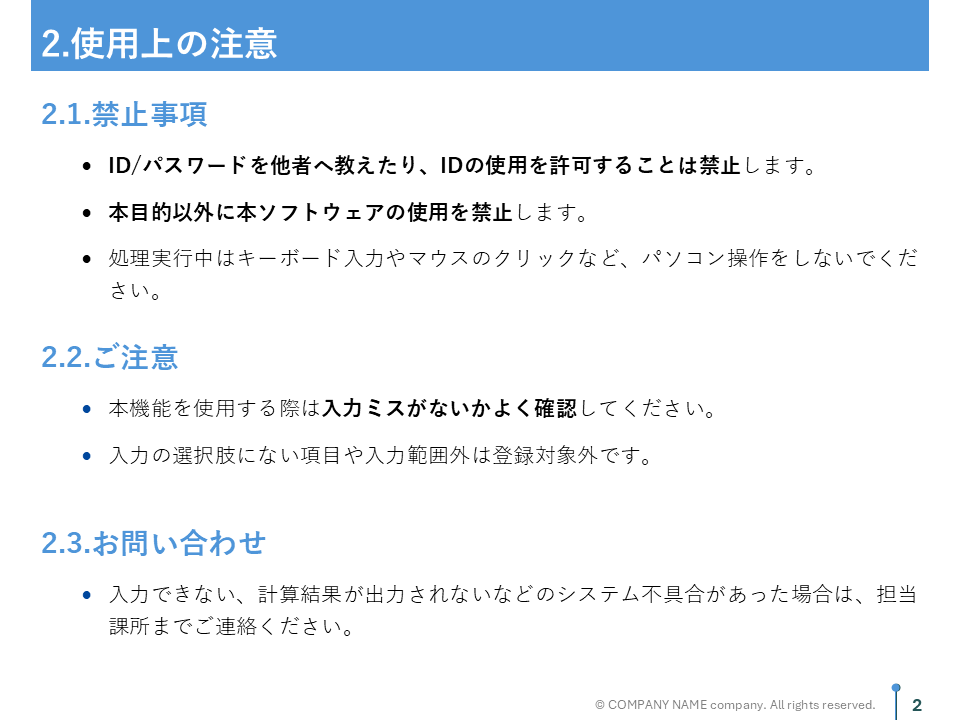 2.使用上の注意
2.1.禁止事項
• ID/パスワードを他者へ教えたり、IDの使用を許可することは禁止します。
• 本目的以外に本ソフトウェアの使用を禁止します。
• 処理実行中はキーボード入力やマウスのクリックなど、パソコン操作をしないでくだ
さい。
2.2.ご注意
• 本機能を使用する際は入力ミスがないかよく確認してください。
• 入力の選択肢にない項目や入力範囲外は登録対象外です。
2.3.お問い合わせ
• 入力できない、計算結果が出力されないなどのシステム不具合があった場合は、担当
課所までご連絡ください。
© COMPANY NAME company. All rights reserved.
2